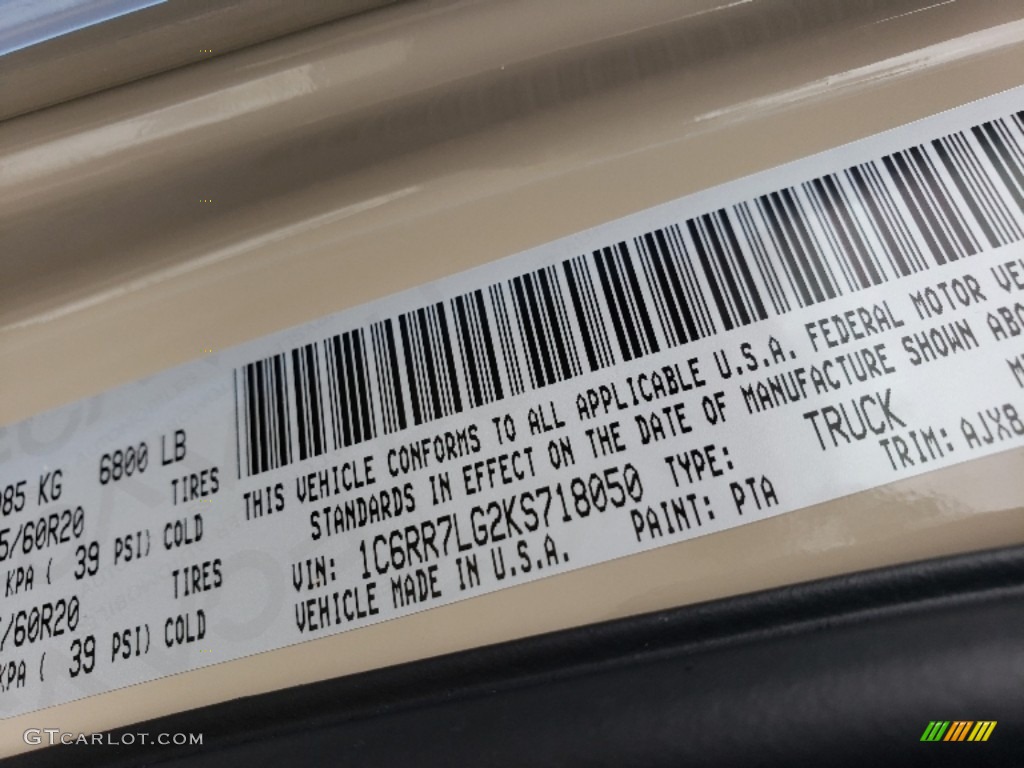 985 KG 6800 LB
5/60R20 TIRES
KPA ( 39 PSI) COLD
/60R20 TIRES
KPA ( 39 PSI) COLD
THIS VEHICLE CONFORMS TO ALL APPLICABLE U.S.A. FEDERAL MOTOR VE
STANDARDS IN EFFECT ON THE DATE OF MANUFACTURE SHOWN ABO
VIN: 1C6RR7LG2KS718050 TYPE: TRUCK
VEHICLE MADE IN U.S.A. PAINT: PTA TRIM: AJX8
GTCARLOT.COM